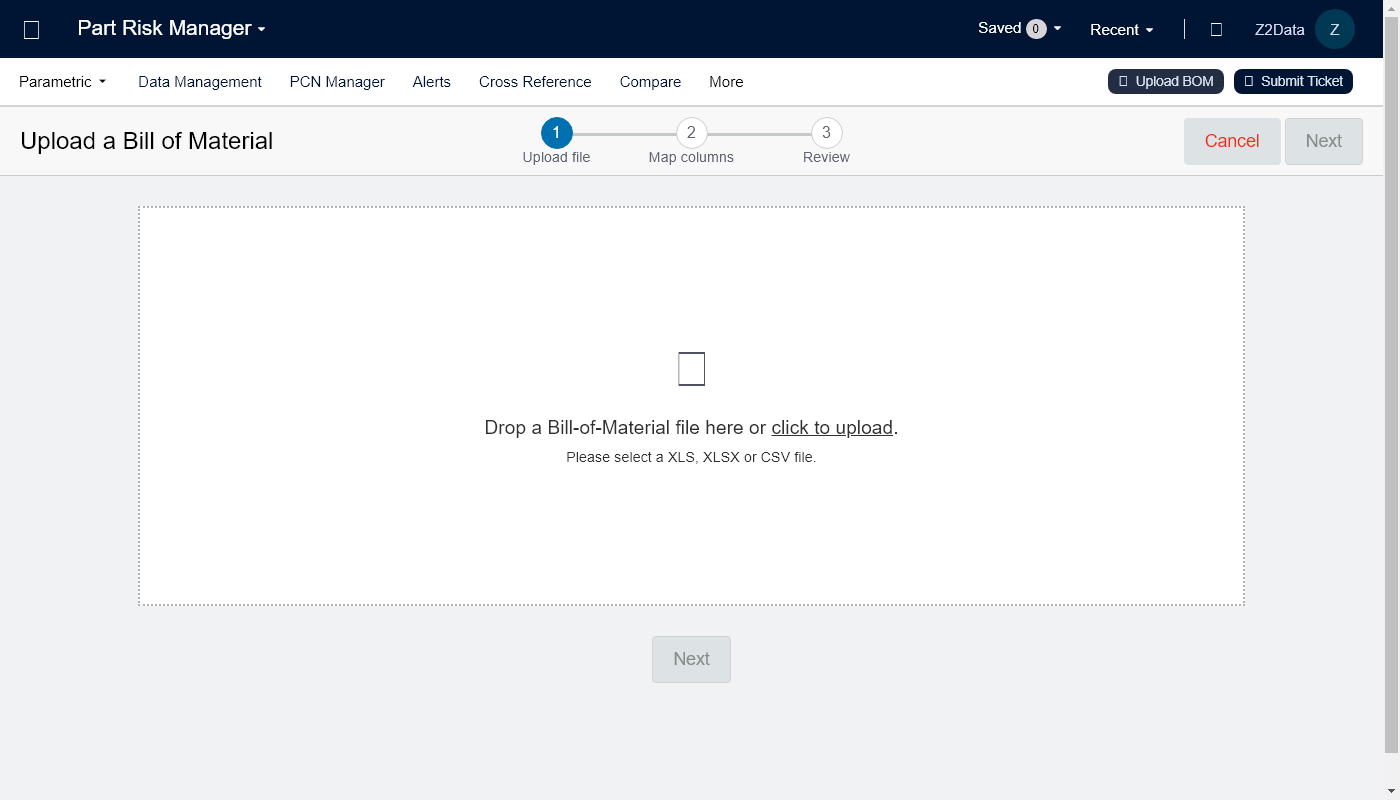 Part Risk Manager
Saved 0
Recent
Z2Data Z
Parametric
Data Management
PCN Manager
Alerts
Cross Reference
Compare
More
Upload BOM
Submit Ticket
Upload a Bill of Material
1
Upload file
2
Map columns
3
Review
Cancel
Next
Drop a Bill-of-Material file here or click to upload.
Please select a XLS, XLSX or CSV file.
Next